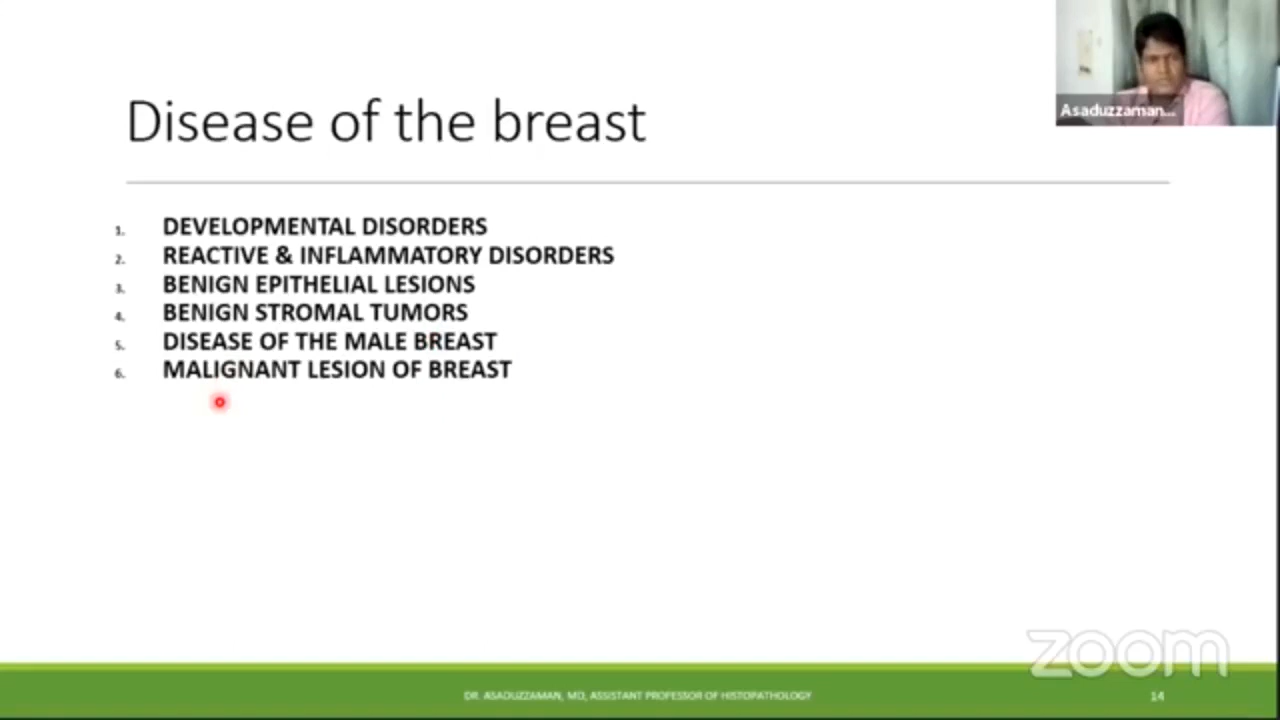 Asaduzzaman...
Disease of the breast
1. DEVELOPMENTAL DISORDERS
2. REACTIVE & INFLAMMATORY DISORDERS
3. BENIGN EPITHELIAL LESIONS
4. BENIGN STROMAL TUMORS
5. DISEASE OF THE MALE BREAST
6. MALIGNANT LESION OF BREAST
zoom
DR. ASADUZZAMAN, MD, ASSISTANT PROFESSOR OF HISTOPATHOLOGY
14